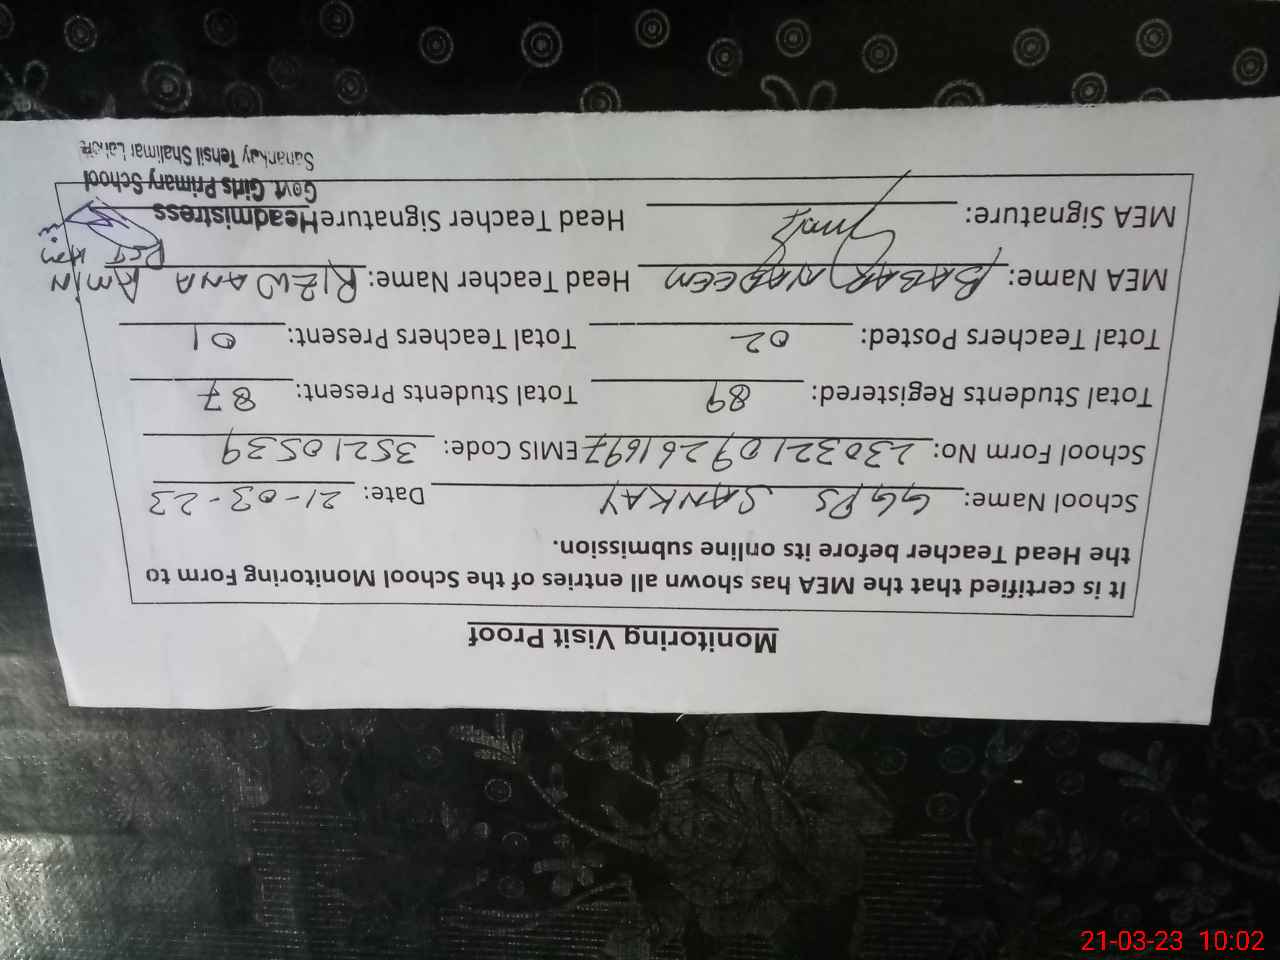 Monitoring Visit Proof
It is certified that the MEA has shown all entries of the School Monitoring Form to
the Head Teacher before its online submission.
School Name: GGPS SANKAY Date: 21-03-23
School Form No: 2303210926 1697 EMIS Code: 35210539
Total Students Registered: 89 Total Students Present: 87
Total Teachers Posted: 02 Total Teachers Present: 01
MEA Name: BABAR NADEEM Head Teacher Name: RIZWANA
MEA Signature: Head Teacher Signature Headmistress
Govt. Girls Primary School
Sanankay Tehsil Shalimar Lahore
21-03-23 10:02